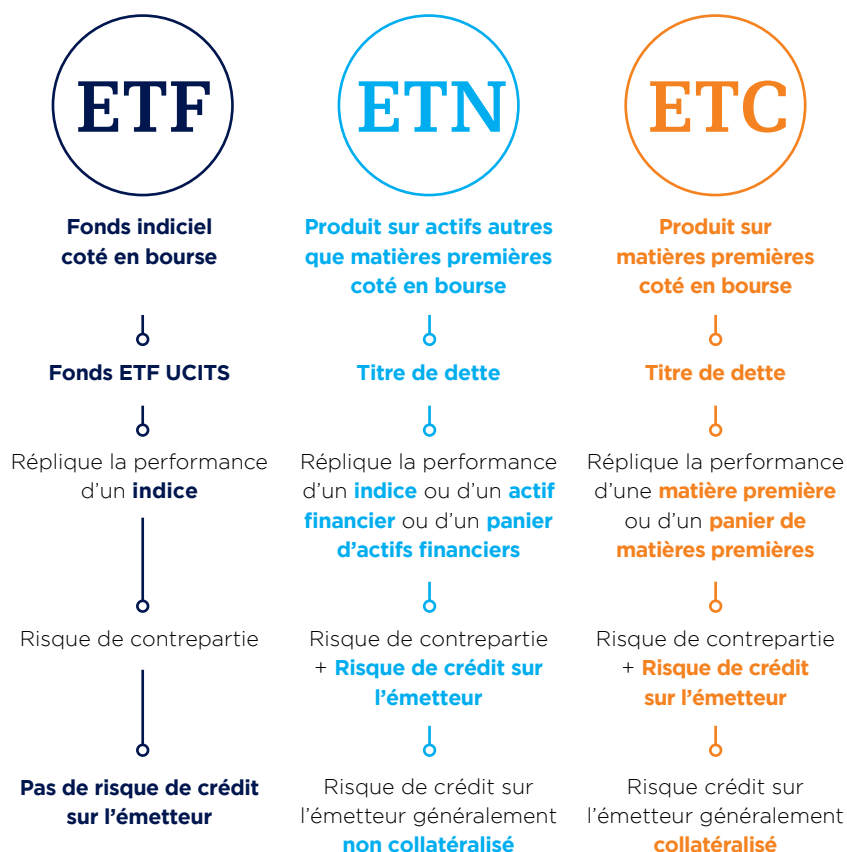 ETF
Fonds indiciel
coté en bourse
Fonds ETF UCITS
Réplique la performance
d’un indice
Risque de contrepartie
Pas de risque de crédit
sur l’émetteur
ETN
Produit sur actifs autres
que matières premières
coté en bourse
Titre de dette
Réplique la performance
d’un indice ou d’un actif
financier ou d’un panier
d’actifs financiers
Risque de contrepartie
+ Risque de crédit sur
l’émetteur
Risque de crédit sur
l’émetteur généralement
non collatéralisé
ETC
Produit sur
matières premières
coté en bourse
Titre de dette
Réplique la performance
d’une matière première
ou d’un panier de
matières premières
Risque de contrepartie
+ Risque de crédit
sur l’émetteur
Risque crédit sur
l’émetteur généralement
collatéralisé